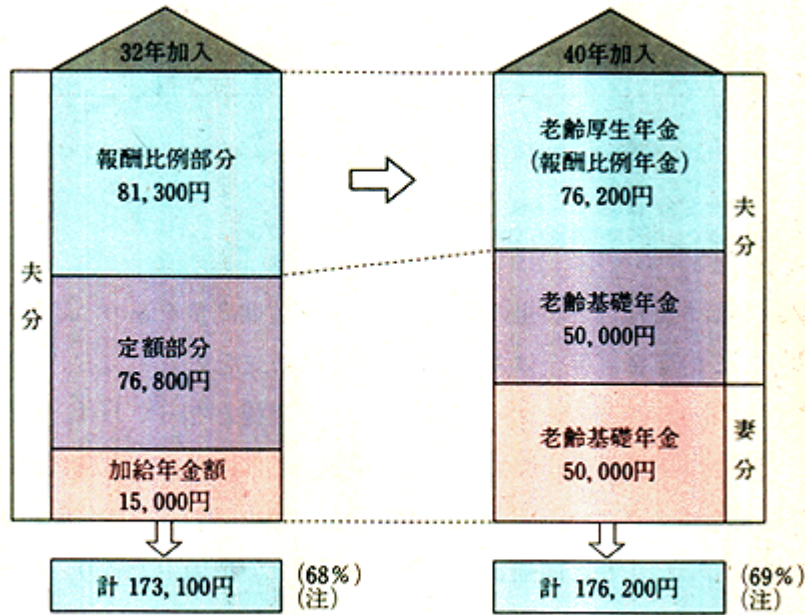 32年加入
夫分
報酬比例部分
81,300円
定額部分
76,800円
加給年金額
15,000円
計 173,100円
(68%)
(注)
40年加入
老齢厚生年金
(報酬比例年金)
76,200円
老齢基礎年金
50,000円
夫分
老齢基礎年金
50,000円
妻分
計 176,200円
(69%)
(注)